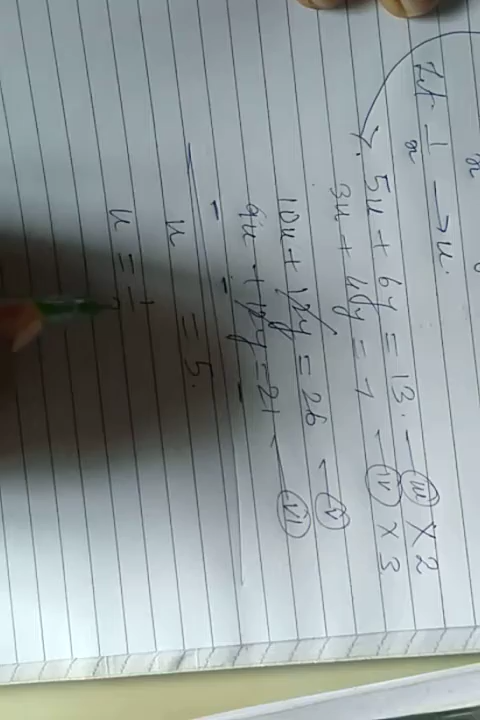 Let 1/x → u.
5u + 6y = 13. — (iii) × 2
3u + 4y = 7 — (iv) × 3
10u + 12y = 26 — (v)
9u + 12y = 21 — (vi)
- - -
u = 5.
u = 1